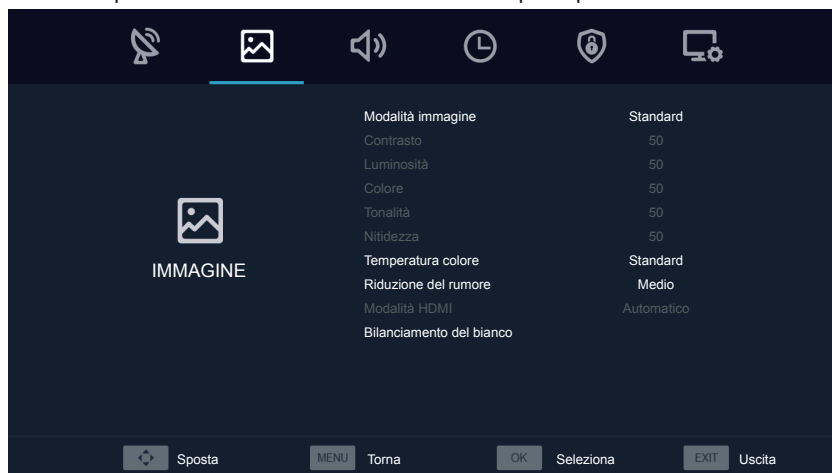 Modalità immagine Standard
Contrasto 50
Luminosità 50
Colore 50
Tonalità 50
Nitidezza 50
IMMAGINE
Temperatura colore Standard
Riduzione del rumore Medio
Modalità HDMI Automatico
Bilanciamento del bianco
Sposta MENU Torna OK Seleziona EXIT Uscita